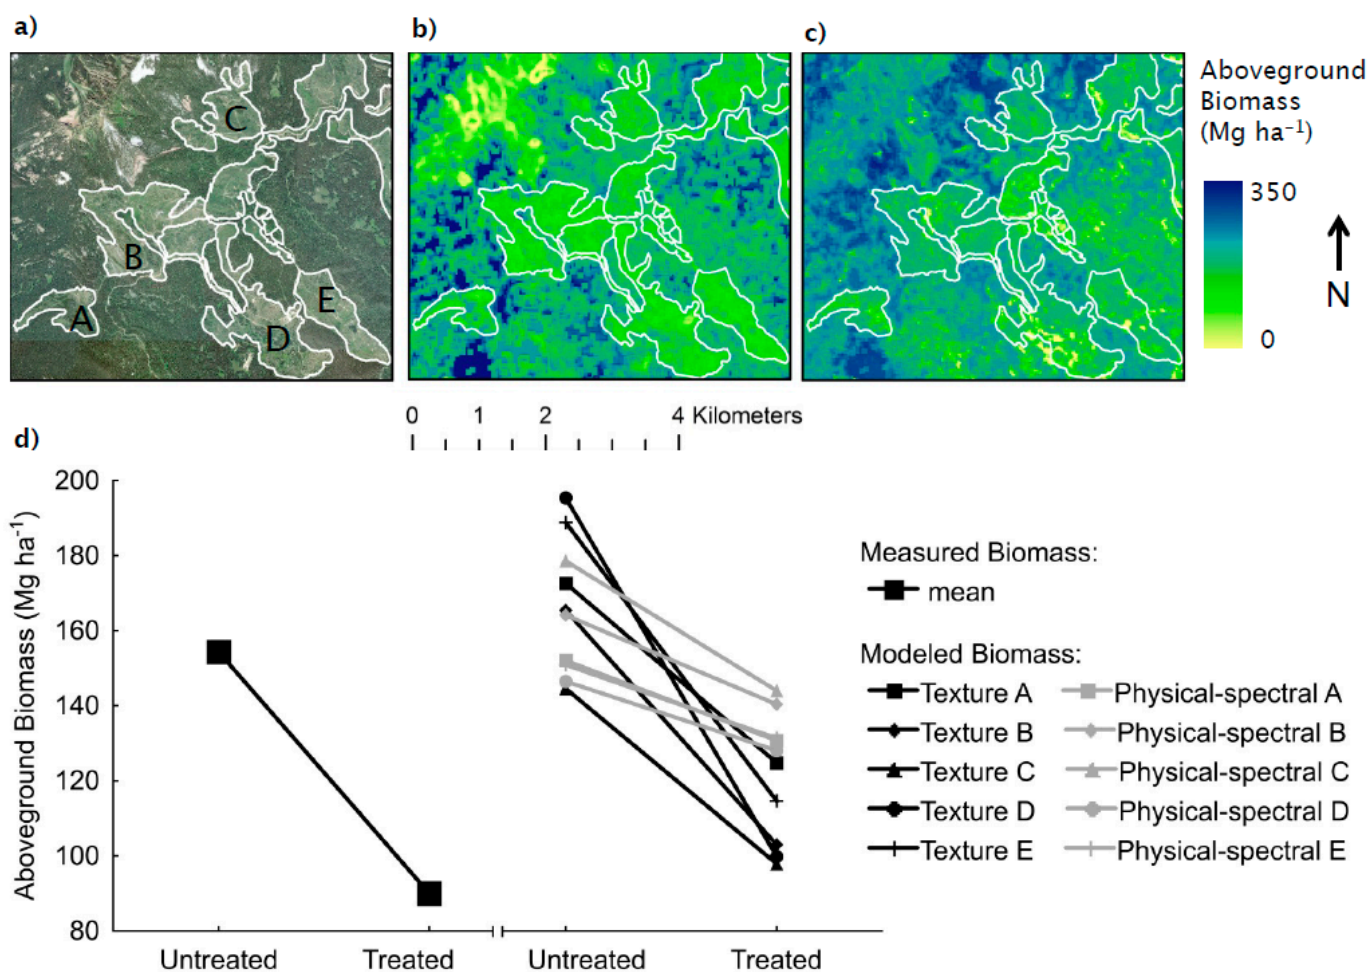 a)
b)
c)
Aboveground
Biomass
(Mg ha⁻¹)
350
0
N
A
B
C
D
E
0 1 2 4 Kilometers
d)
Aboveground Biomass (Mg ha⁻¹)
200
180
160
140
120
100
80
Untreated Treated Untreated Treated
Measured Biomass:
mean
Modeled Biomass:
Texture A Physical-spectral A
Texture B Physical-spectral B
Texture C Physical-spectral C
Texture D Physical-spectral D
Texture E Physical-spectral E